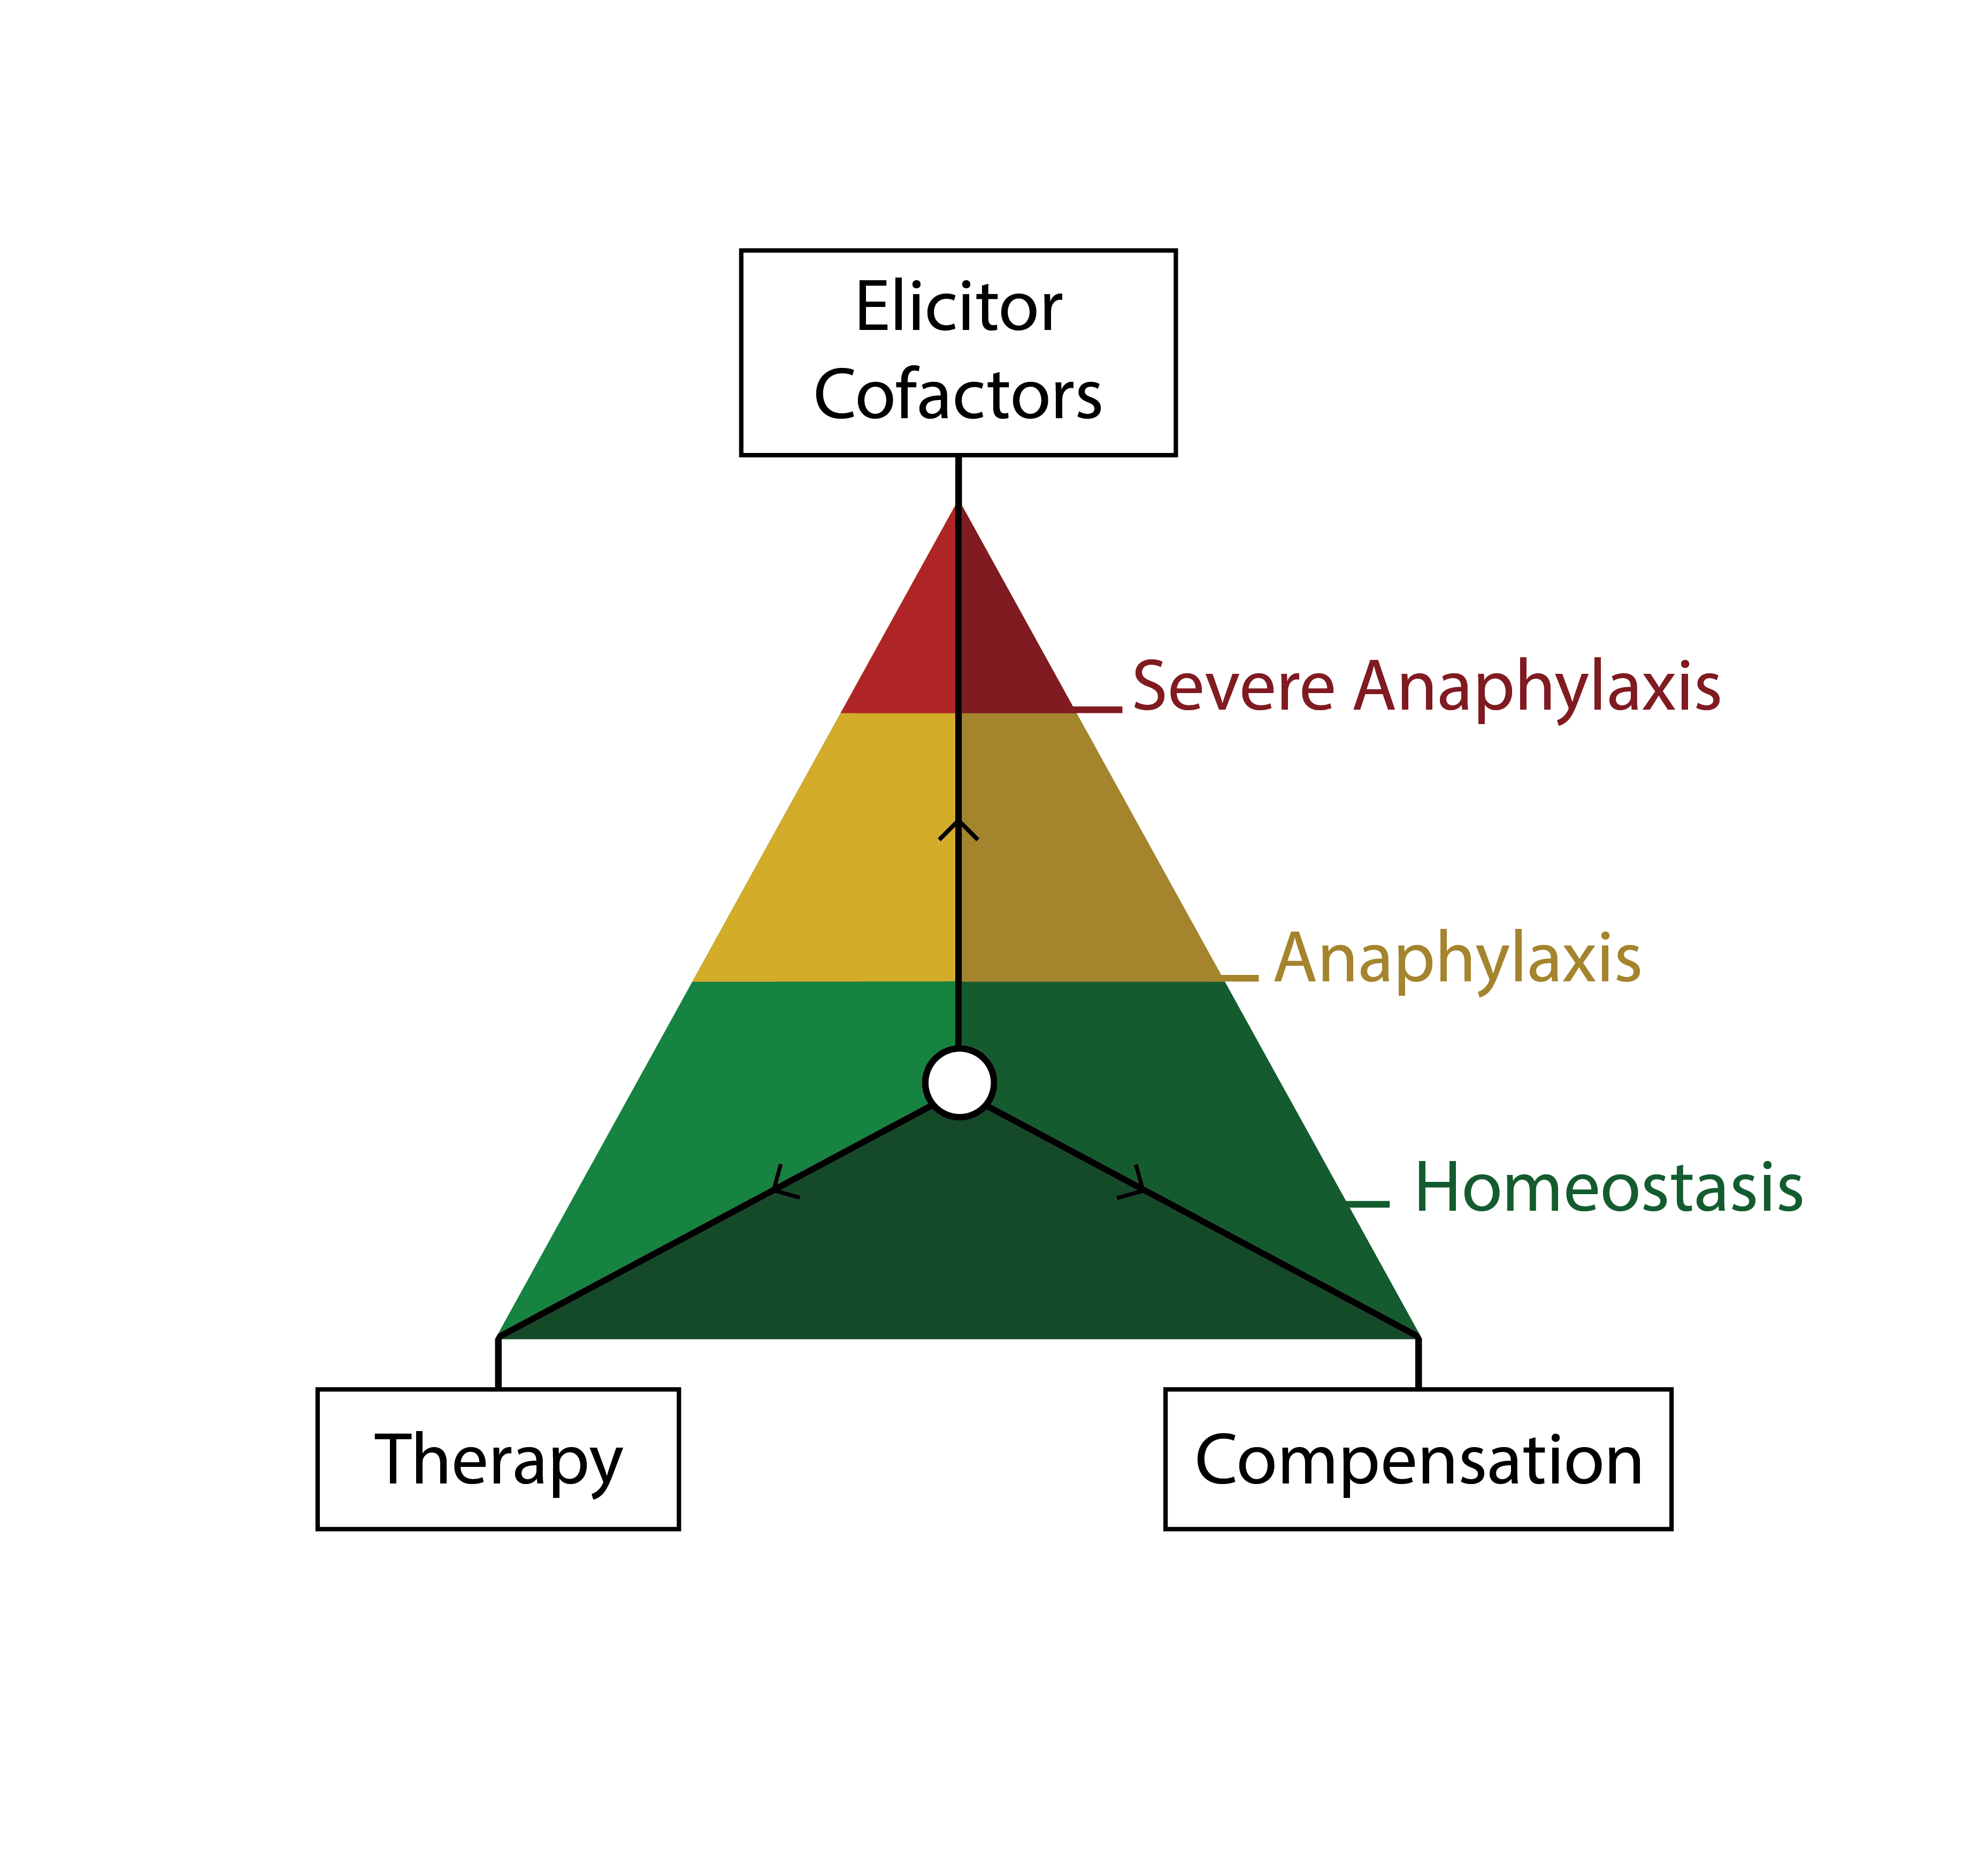 Elicitor
Cofactors
Severe Anaphylaxis
Anaphylaxis
Homeostasis
Therapy
Compensation